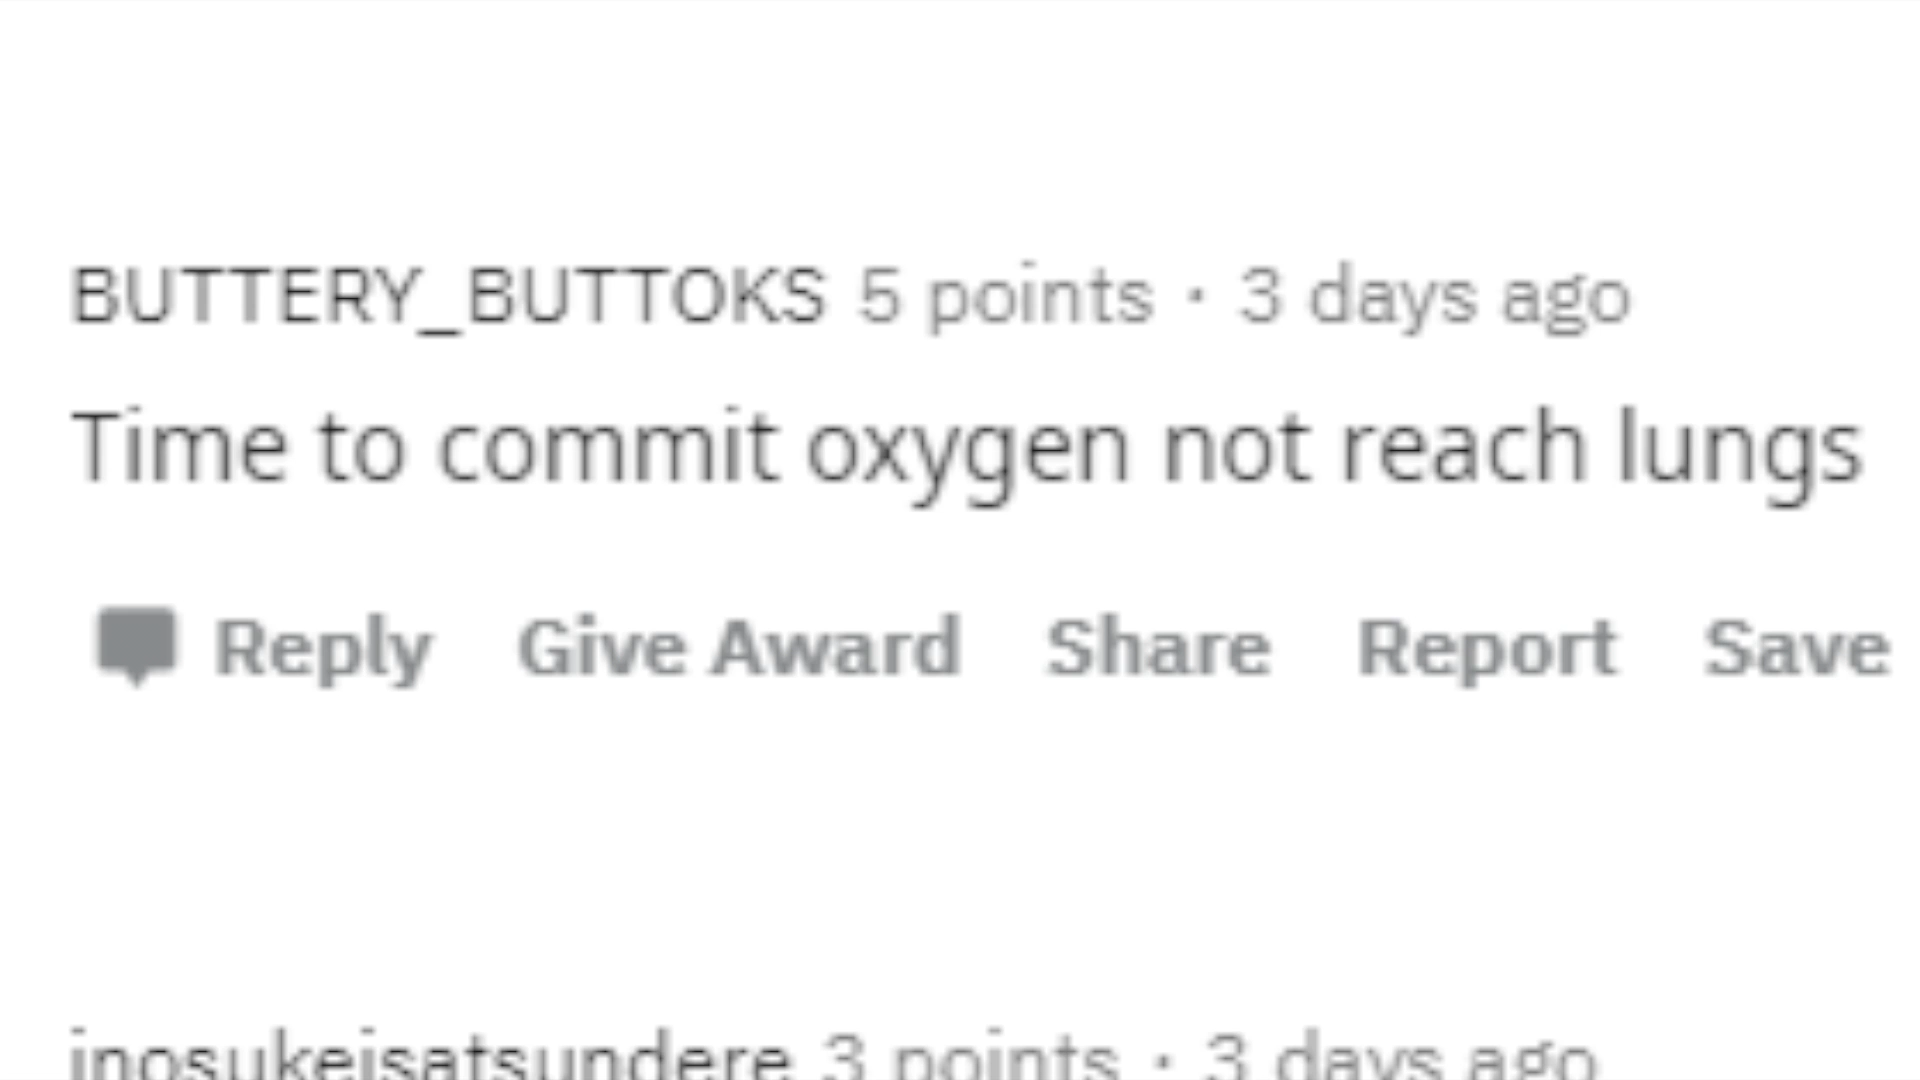 BUTTERY_BUTTOKS 5 points · 3 days ago
Time to commit oxygen not reach lungs
Reply Give Award Share Report Save
inosukeisatsundere 3 points · 3 days ago